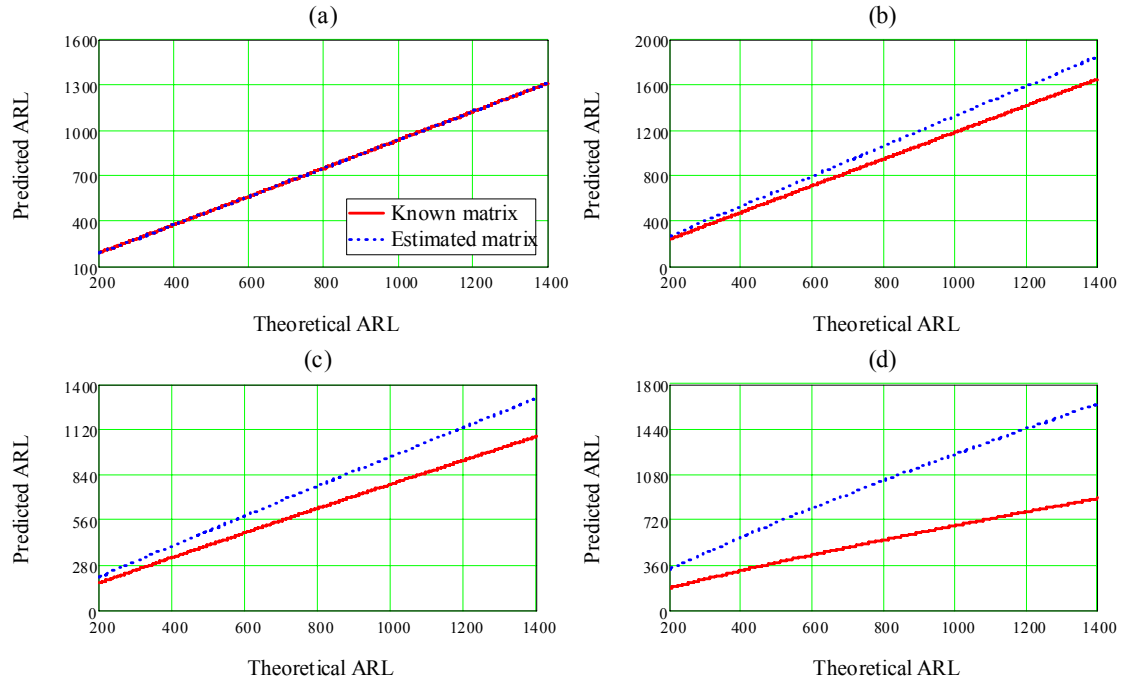 (a)
Predicted ARL
1600
1300
1000
700
400
100
Known matrix
Estimated matrix
200 400 600 800 1000 1200 1400
Theoretical ARL
(b)
Predicted ARL
2000
1600
1200
800
400
0
200 400 600 800 1000 1200 1400
Theoretical ARL
(c)
Predicted ARL
1400
1120
840
560
280
0
200 400 600 800 1000 1200 1400
Theoretical ARL
(d)
Predicted ARL
1800
1440
1080
720
360
0
200 400 600 800 1000 1200 1400
Theoretical ARL